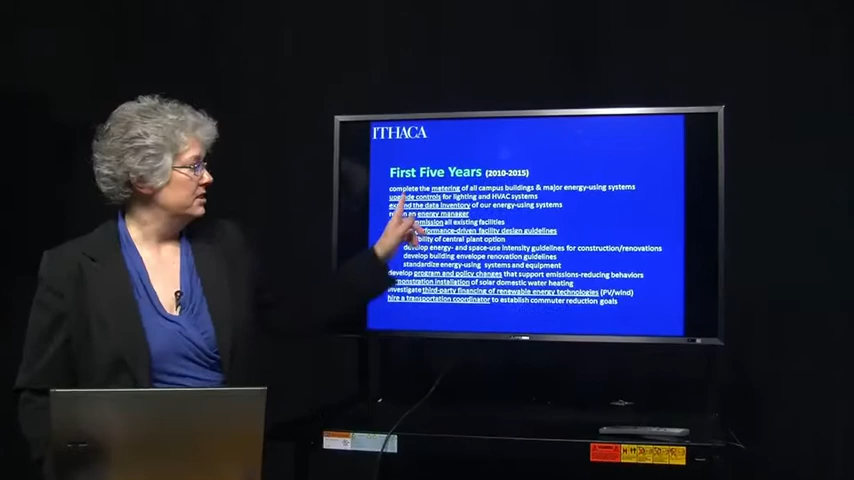 ITHACA
First Five Years (2010-2015)
complete the metering of all campus buildings & major energy-using systems
upgrade controls for lighting and HVAC systems
expand the data inventory of our energy-using systems
an energy manager
all existing facilities
performance-driven facility design guidelines
of central plant option
develop energy- and space-use intensity guidelines for construction/renovations
develop building envelope renovation guidelines
standardize energy-using systems and equipment
develop program and policy changes that support emissions-reducing behaviors
demonstration installation of solar domestic water heating
investigate third-party financing of renewable energy technologies (PV/wind)
hire a transportation coordinator to establish commuter reduction goals